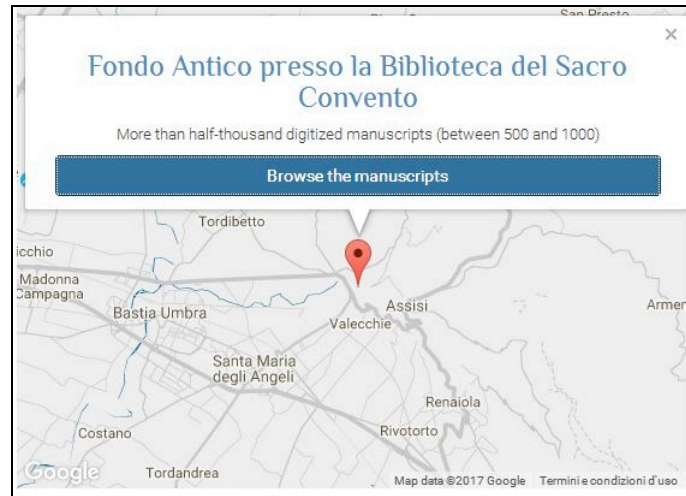 San Presto
×
Fondo Antico presso la Biblioteca del Sacro
Convento
More than half-thousand digitized manuscripts (between 500 and 1000)
Browse the manuscripts
Tordibetto
icchio
Madonna
Campagna
Bastia Umbra
Assisi
Armen
Valecchie
Santa Maria
degli Angeli
Renaiola
Costano
Rivotorto
Tordandrea
Google
Map data ©2017 Google
Termini e condizioni d'uso